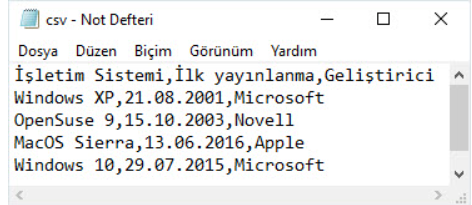 csv - Not Defteri
Dosya Düzen Biçim Görünüm Yardım
İşletim Sistemi,İlk yayınlanma,Geliştirici
Windows XP,21.08.2001,Microsoft
OpenSuse 9,15.10.2003,Novell
MacOS Sierra,13.06.2016,Apple
Windows 10,29.07.2015,Microsoft